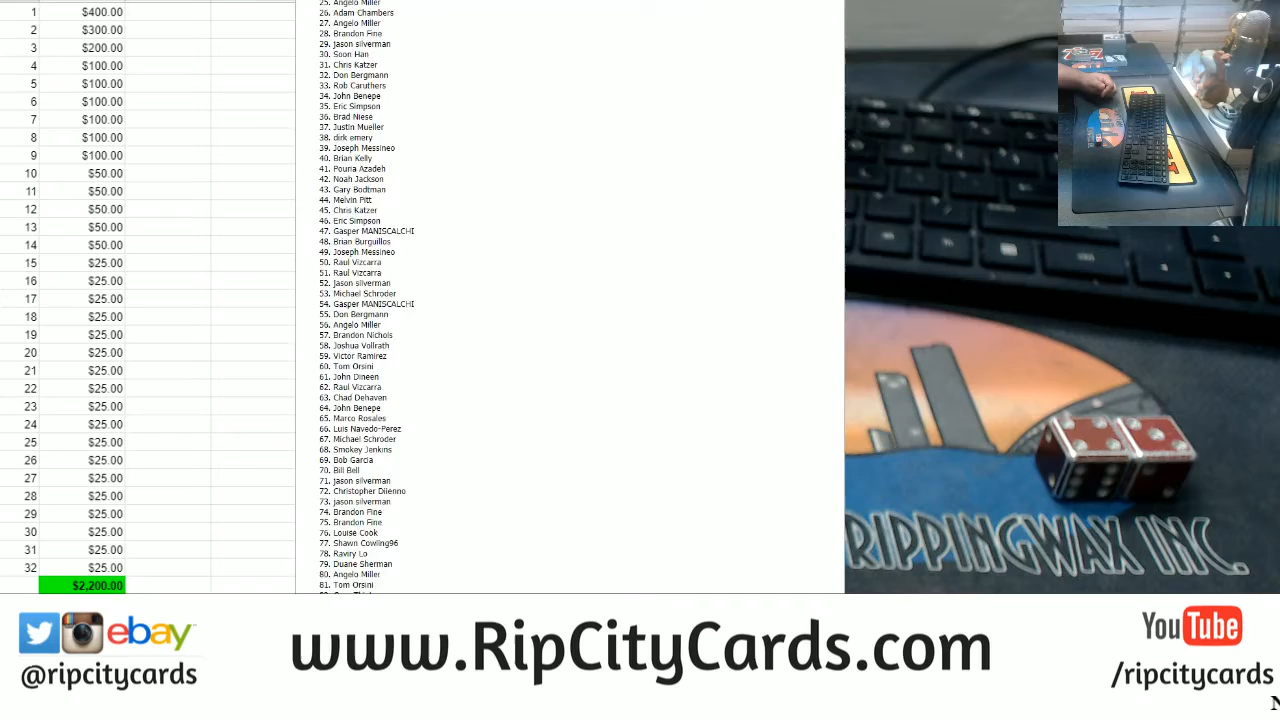 1 $400.00
2 $300.00
3 $200.00
4 $100.00
5 $100.00
6 $100.00
7 $100.00
8 $100.00
9 $100.00
10 $50.00
11 $50.00
12 $50.00
13 $50.00
14 $50.00
15 $25.00
16 $25.00
17 $25.00
18 $25.00
19 $25.00
20 $25.00
21 $25.00
22 $25.00
23 $25.00
24 $25.00
25 $25.00
26 $25.00
27 $25.00
28 $25.00
29 $25.00
30 $25.00
31 $25.00
32 $25.00
$2,200.00
25. Angelo Miller
26. Adam Chambers
27. Angelo Miller
28. Brandon Fine
29. jason silverman
30. Soon Han
31. Chris Katzer
32. Don Bergmann
33. Rob Caruthers
34. John Benepe
35. Eric Simpson
36. Brad Niese
37. Justin Mueller
38. dirk emery
39. Joseph Messineo
40. Brian Kelly
41. Pouria Azadeh
42. Noah Jackson
43. Gary Bodtman
44. Melvin Pitt
45. Chris Katzer
46. Eric Simpson
47. Gasper MANISCALCHI
48. Brian Burguillos
49. Joseph Messineo
50. Raul Vizcarra
51. Raul Vizcarra
52. jason silverman
53. Michael Schroder
54. Gasper MANISCALCHI
55. Don Bergmann
56. Angelo Miller
57. Brandon Nichols
58. Joshua Vollrath
59. Victor Ramirez
60. Tom Orsini
61. John Dineen
62. Raul Vizcarra
63. Chad Dehaven
64. John Benepe
65. Marco Rosales
66. Luis Navedo-Perez
67. Michael Schroder
68. Smokey Jenkins
69. Bob Garcia
70. Bill Bell
71. jason silverman
72. Christopher DiIenno
73. jason silverman
74. Brandon Fine
75. Brandon Fine
76. Louise Cook
77. Shawn Cowling96
78. Raviry Lo
79. Duane Sherman
80. Angelo Miller
81. Tom Orsini
RIPPINGWAX INC.
ebay
@ripcitycards
www.RipCityCards.com
YouTube
/ripcitycards